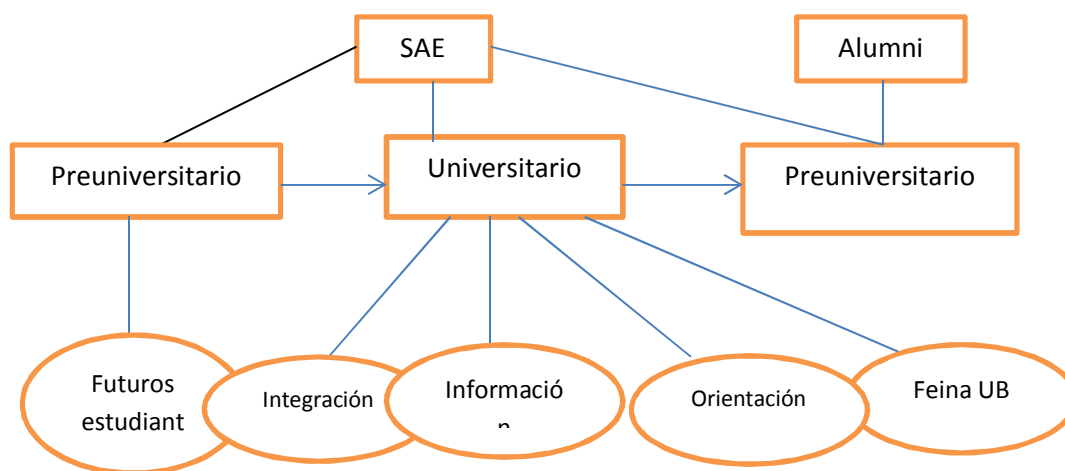 SAE
Alumni
Preuniversitario
Universitario
Preuniversitario
Futuros
estudiant
Integración
Informació
n
Orientación
Feina UB